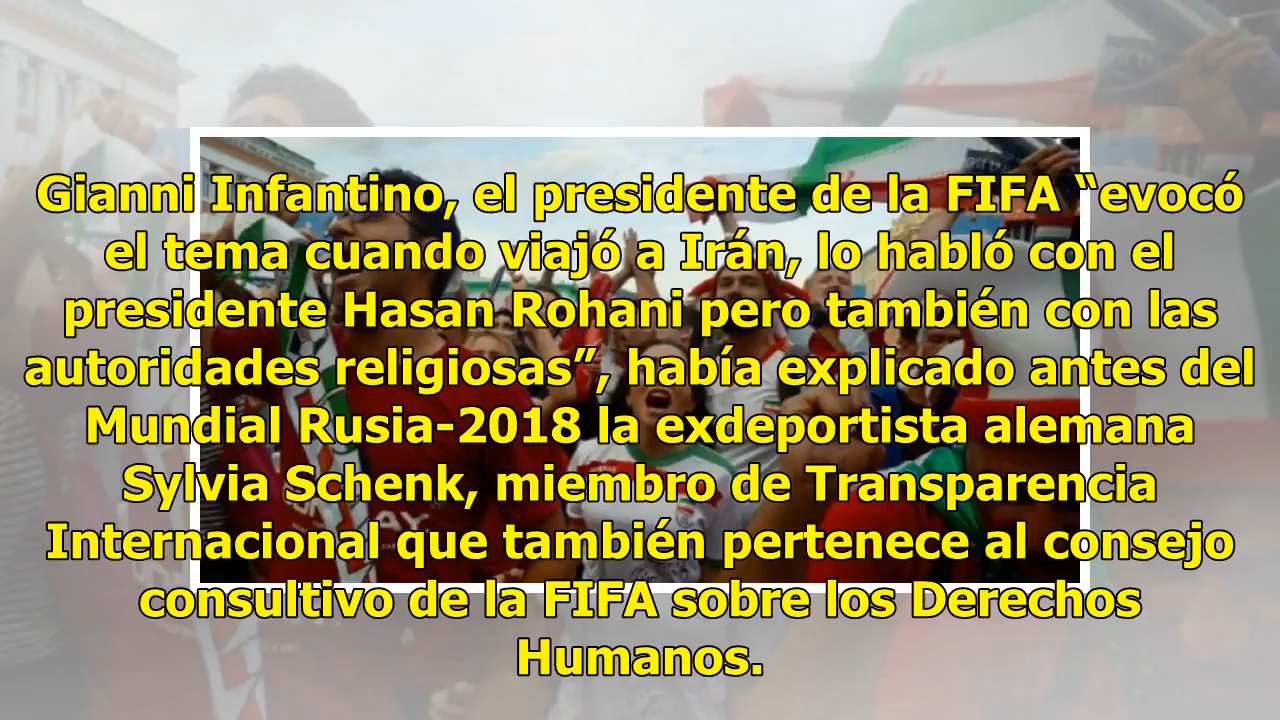 Gianni Infantino, el presidente de la FIFA “evocó
el tema cuando viajó a Irán, lo habló con el
presidente Hasan Rohani pero también con las
autoridades religiosas”, había explicado antes del
Mundial Rusia-2018 la exdeportista alemana
Sylvia Schenk, miembro de Transparencia
Internacional que también pertenece al consejo
consultivo de la FIFA sobre los Derechos
Humanos.